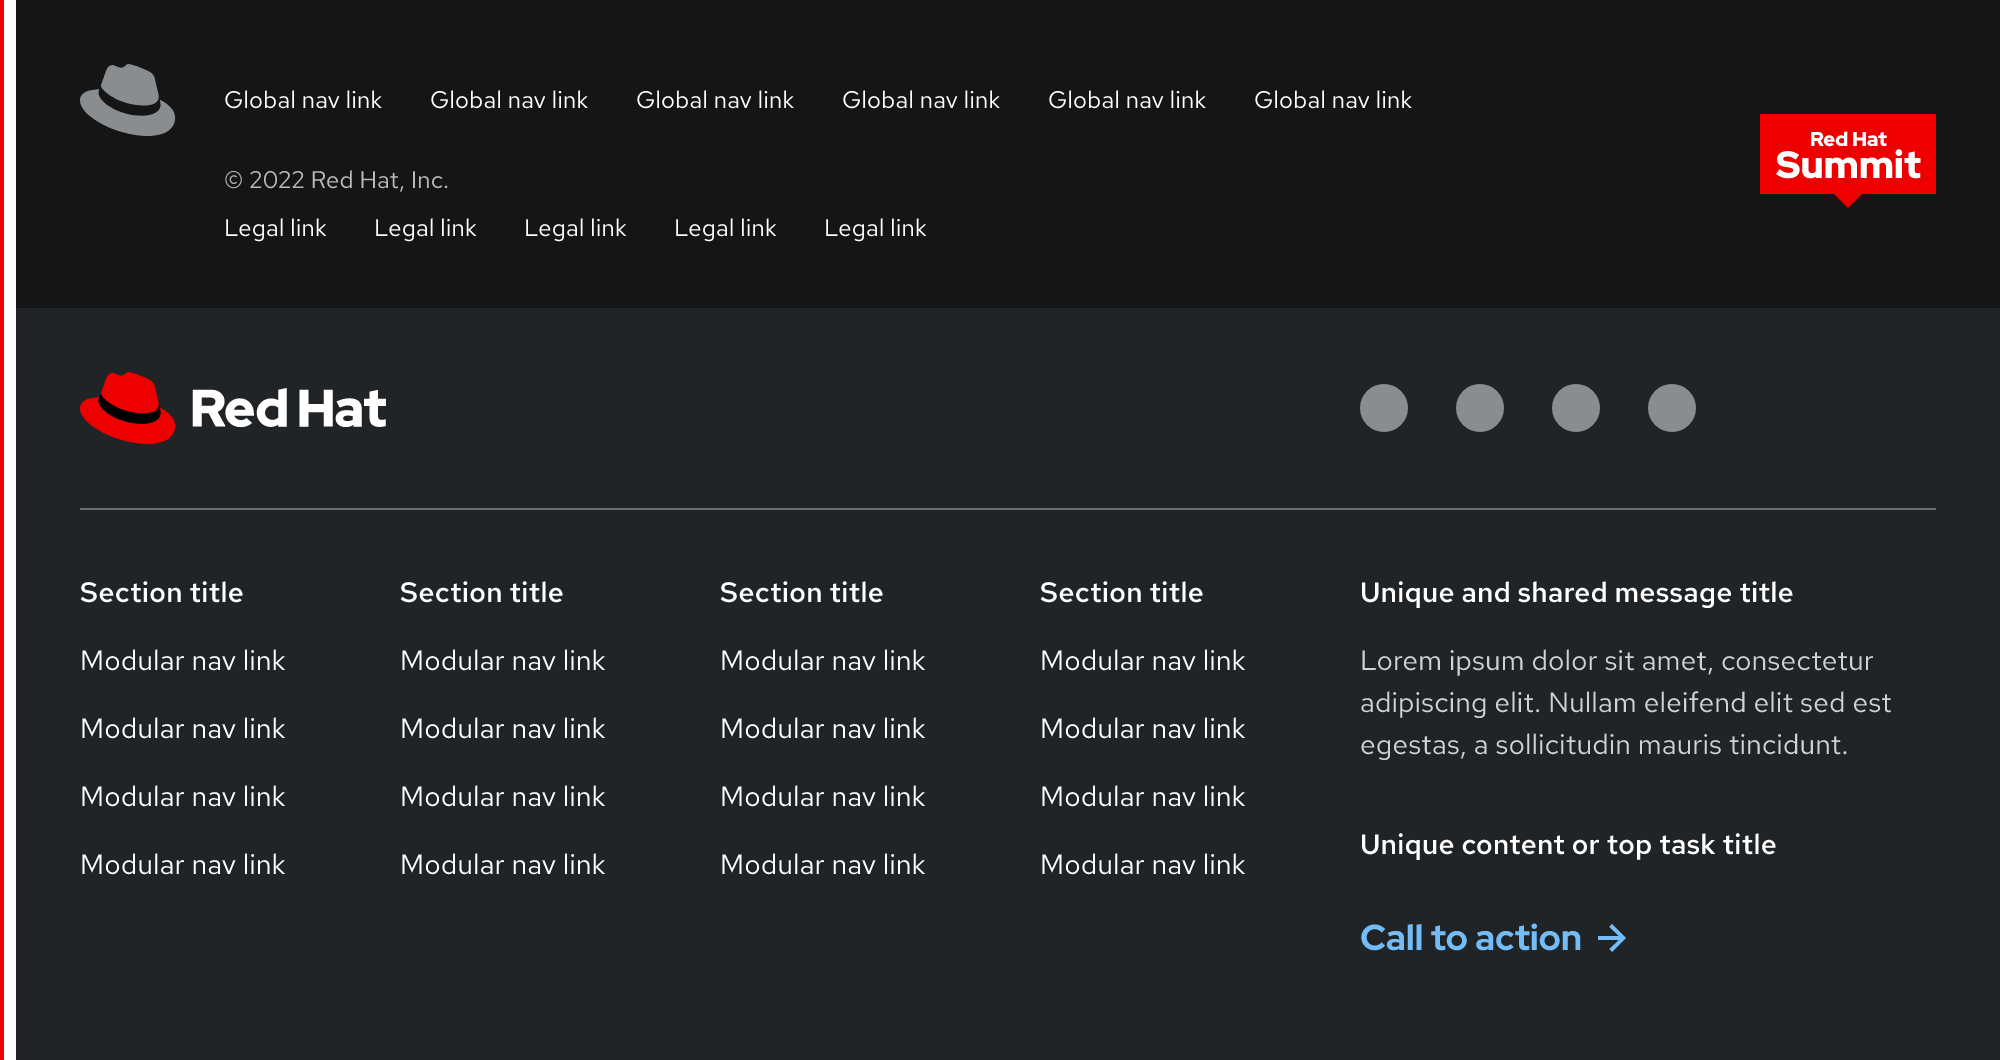 Global nav link Global nav link Global nav link Global nav link Global nav link Global nav link
Red Hat
Summit
© 2022 Red Hat, Inc.
Legal link Legal link Legal link Legal link Legal link
Red Hat
Section title Section title Section title Section title
Modular nav link Modular nav link Modular nav link Modular nav link
Modular nav link Modular nav link Modular nav link Modular nav link
Modular nav link Modular nav link Modular nav link Modular nav link
Modular nav link Modular nav link Modular nav link Modular nav link
Unique and shared message title
Lorem ipsum dolor sit amet, consectetur
adipiscing elit. Nullam eleifend elit sed est
egestas, a sollicitudin mauris tincidunt.
Unique content or top task title
Call to action →